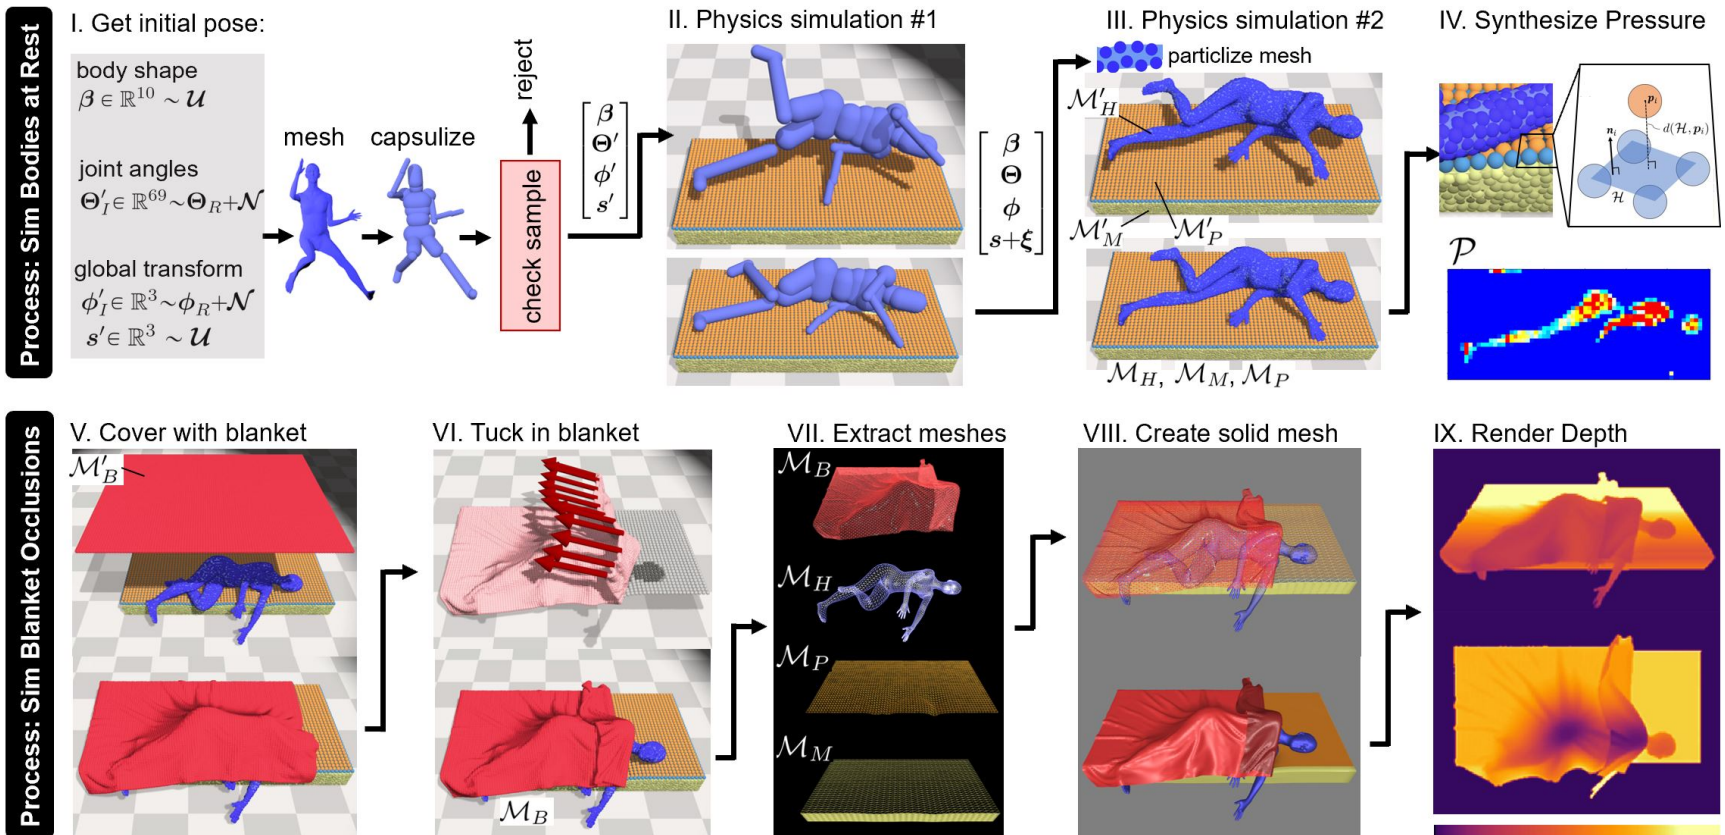 Process: Sim Bodies at Rest
I. Get initial pose:
body shape
β ∈ ℝ¹⁰ ~ 𝓤
joint angles
Θ′_I ∈ ℝ⁶⁹~Θ_R+𝓝
global transform
ϕ′_I ∈ ℝ³~ϕ_R+𝓝
s′ ∈ ℝ³ ~ 𝓤
mesh
capsulize
check sample
reject
β
Θ′
ϕ′
s′
II. Physics simulation #1
β
Θ
ϕ
s+ξ
III. Physics simulation #2
particlize mesh
ℳ′_H
ℳ′_M
ℳ′_P
ℳ_H, ℳ_M, ℳ_P
IV. Synthesize Pressure
p_i
n_i
d(ℋ, p_i)
ℋ
𝒫
Process: Sim Blanket Occlusions
V. Cover with blanket
ℳ′_B
VI. Tuck in blanket
ℳ_B
VII. Extract meshes
ℳ_B
ℳ_H
ℳ_P
ℳ_M
VIII. Create solid mesh
IX. Render Depth